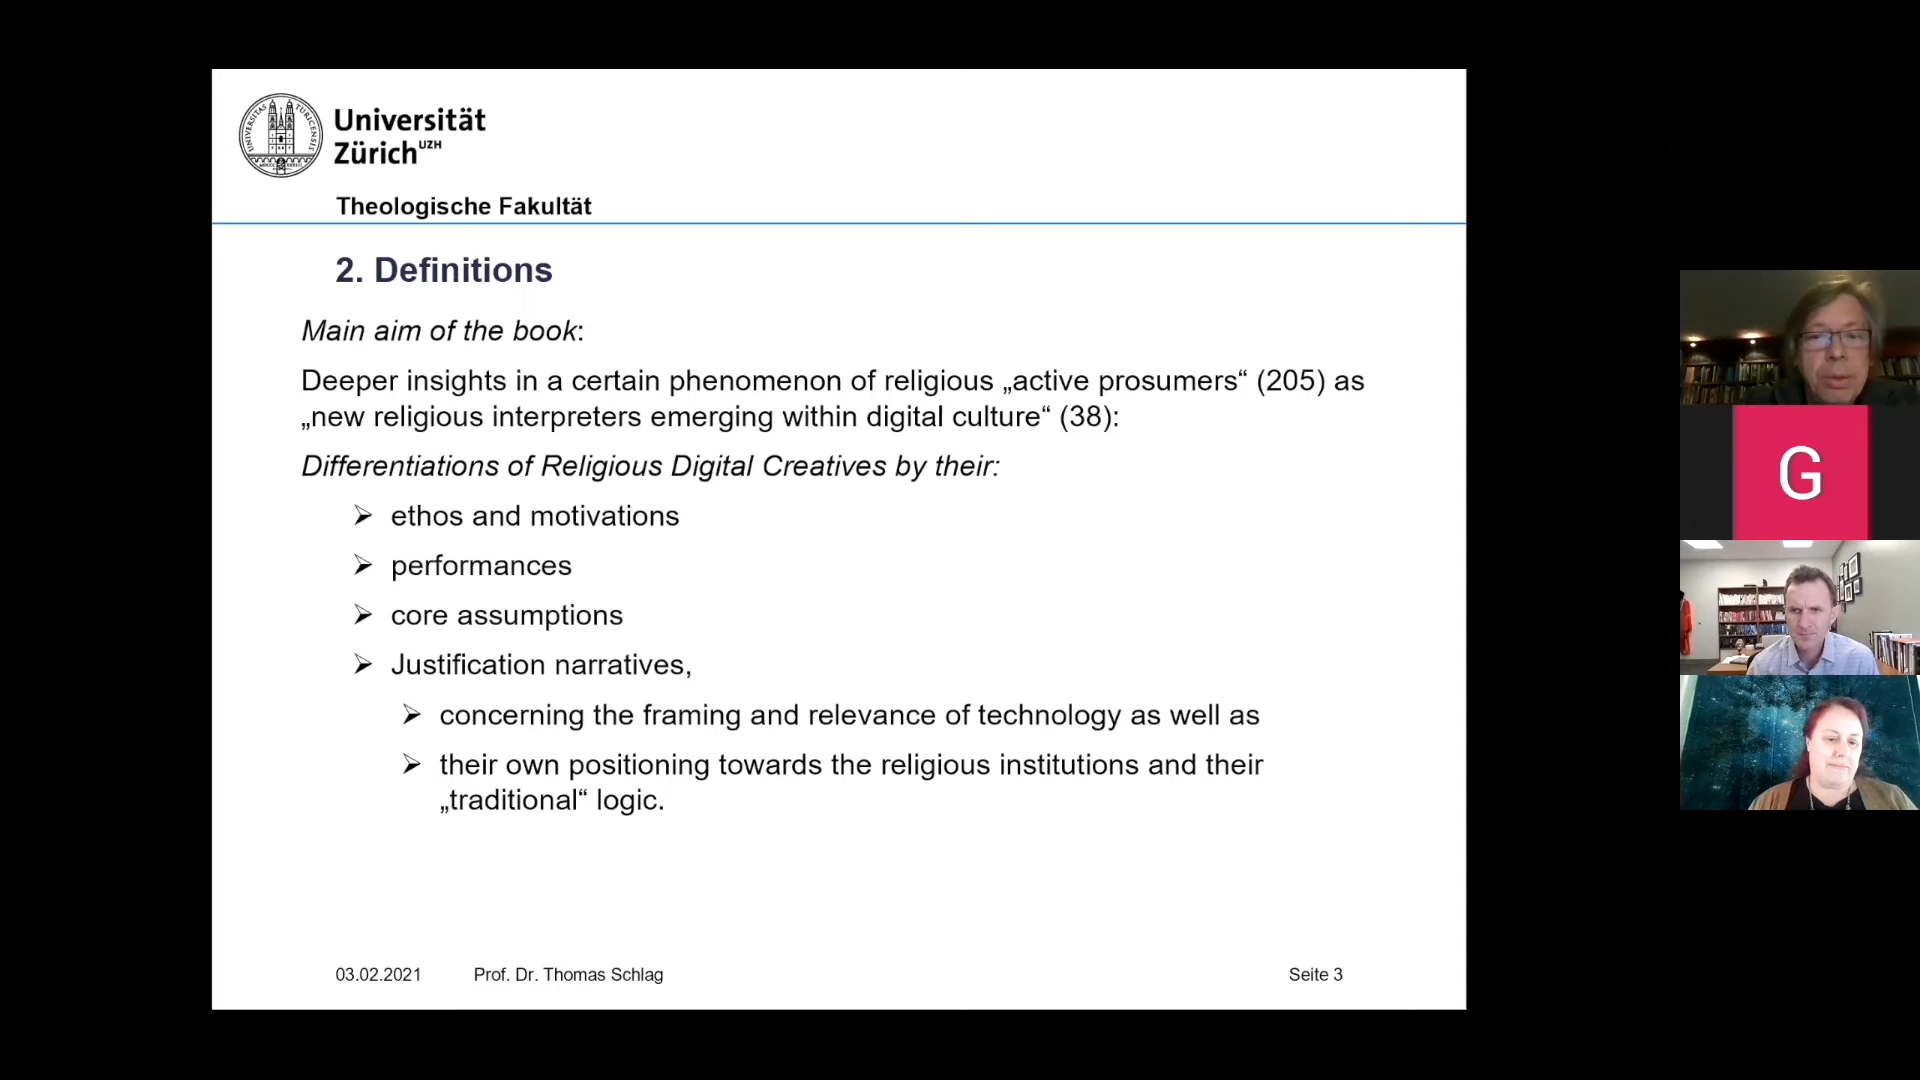 UNIVERSITAS TURICENSIS
MDCCC XXXIII
Universität
Zürich UZH
Theologische Fakultät
2. Definitions
Main aim of the book:
Deeper insights in a certain phenomenon of religious „active prosumers“ (205) as
„new religious interpreters emerging within digital culture“ (38):
Differentiations of Religious Digital Creatives by their:
➢ ethos and motivations
➢ performances
➢ core assumptions
➢ Justification narratives,
➢ concerning the framing and relevance of technology as well as
➢ their own positioning towards the religious institutions and their
„traditional“ logic.
03.02.2021 Prof. Dr. Thomas Schlag Seite 3
G